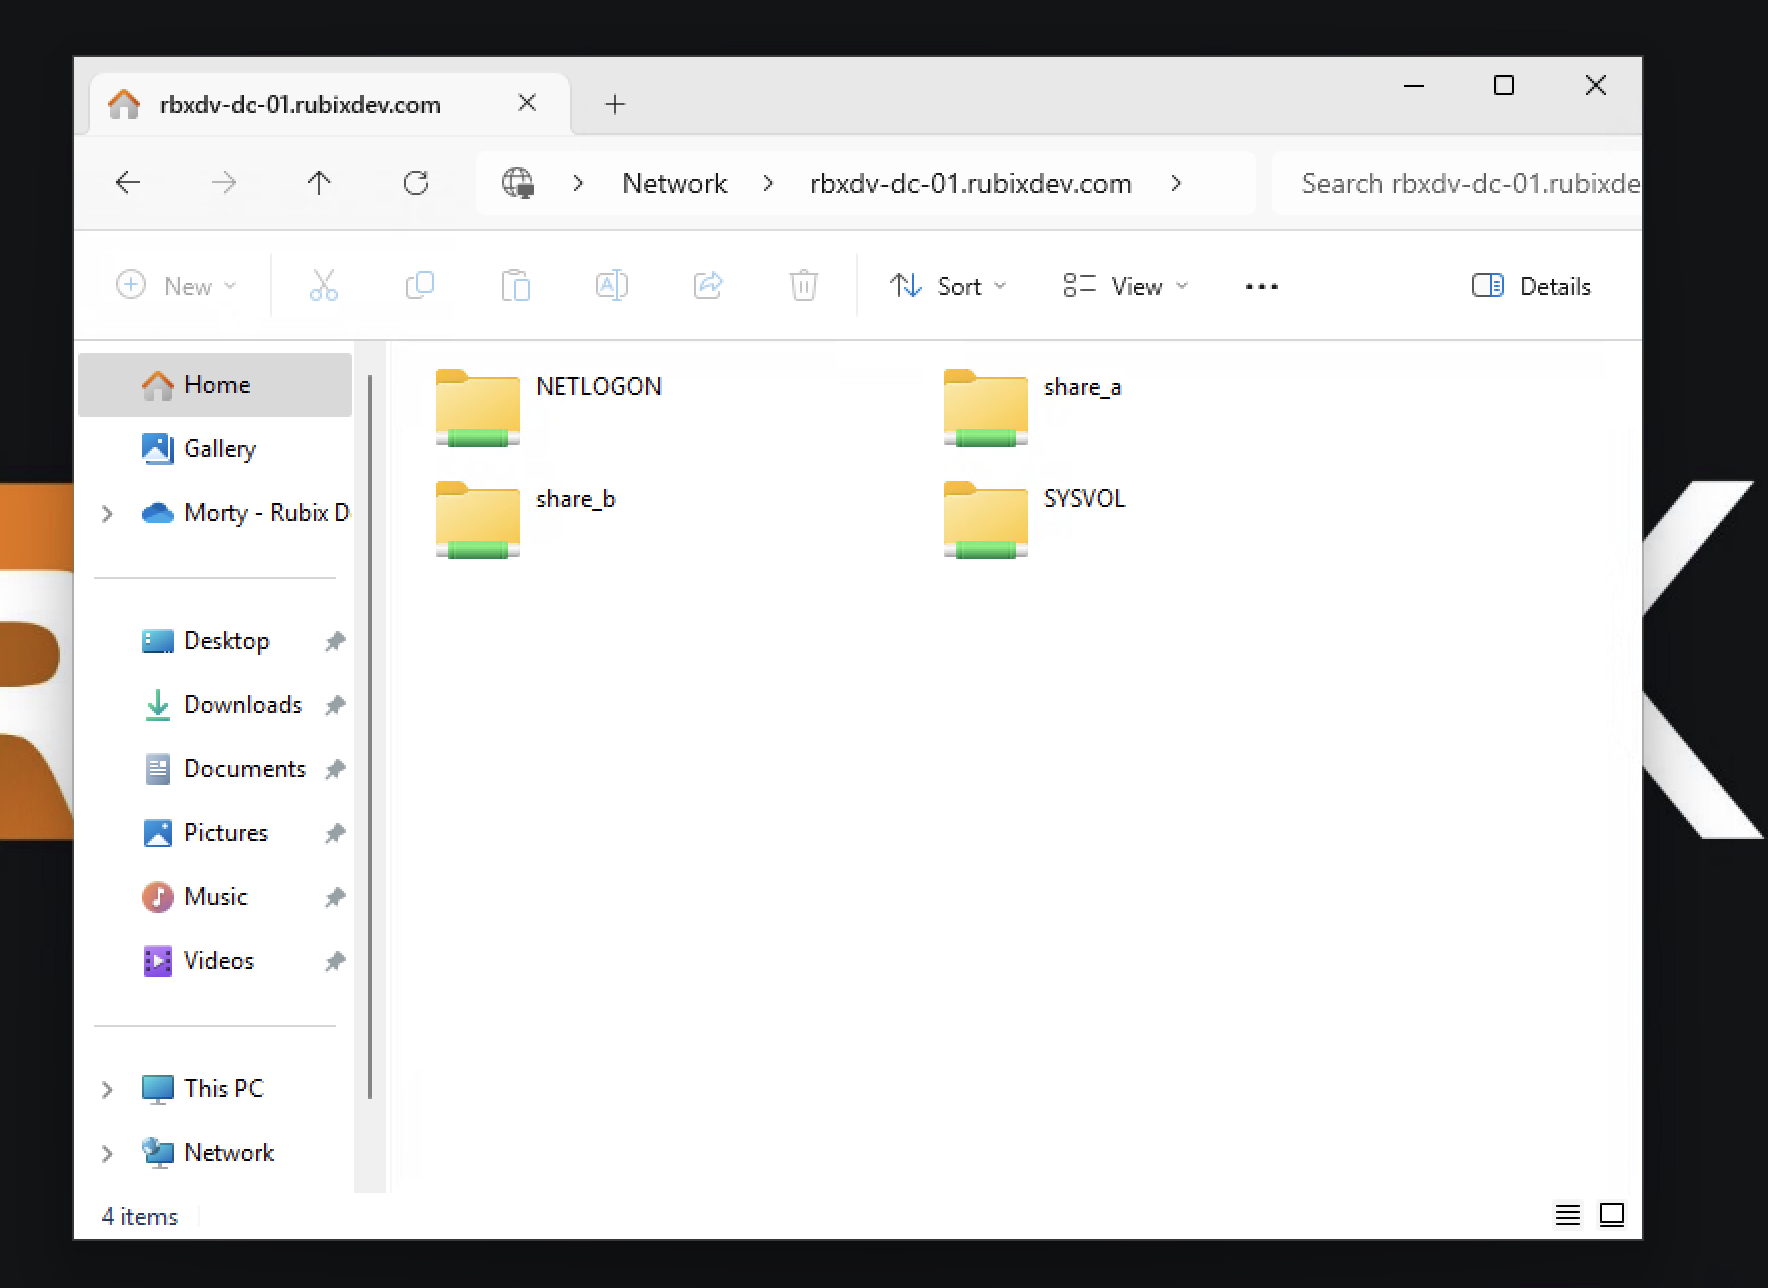 rbxdv-dc-01.rubixdev.com
Network rbxdv-dc-01.rubixdev.com Search rbxdv-dc-01.rubixde
New Sort View Details
Home
Gallery
Morty - Rubix D
Desktop
Downloads
Documents
Pictures
Music
Videos
This PC
Network
NETLOGON share_a
share_b SYSVOL
4 items